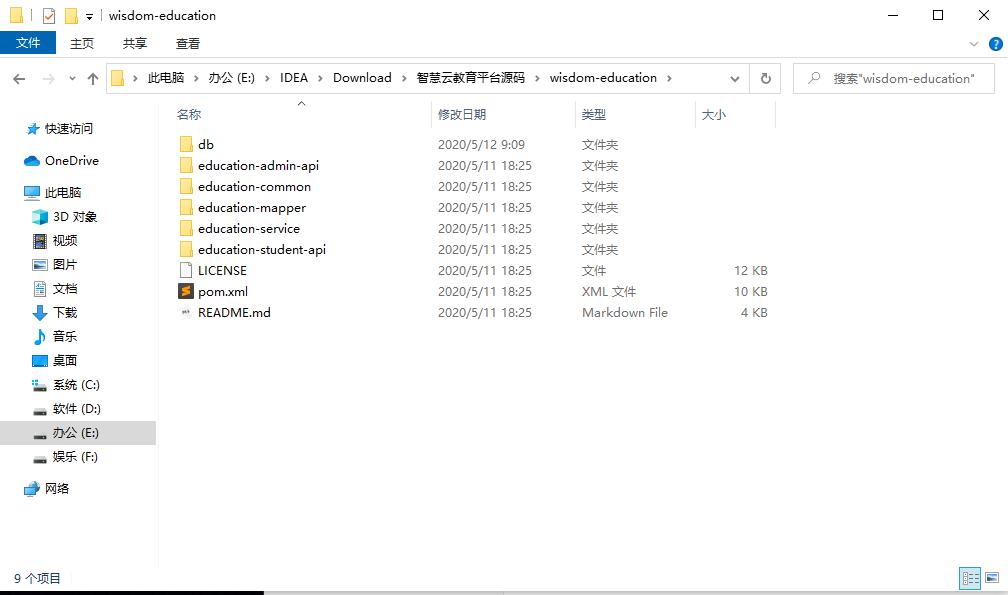 wisdom-education
文件 主页 共享 查看
此电脑 办公 (E:) IDEA Download 智慧云教育平台源码 wisdom-education 搜索"wisdom-education"
名称 修改日期 类型 大小
快速访问
OneDrive
此电脑
3D 对象
视频
图片
文档
下载
音乐
桌面
系统 (C:)
软件 (D:)
办公 (E:)
娱乐 (F:)
网络
db 2020/5/12 9:09 文件夹
education-admin-api 2020/5/11 18:25 文件夹
education-common 2020/5/11 18:25 文件夹
education-mapper 2020/5/11 18:25 文件夹
education-service 2020/5/11 18:25 文件夹
education-student-api 2020/5/11 18:25 文件夹
LICENSE 2020/5/11 18:25 文件 12 KB
pom.xml 2020/5/11 18:25 XML 文件 10 KB
README.md 2020/5/11 18:25 Markdown File 4 KB
9 个项目